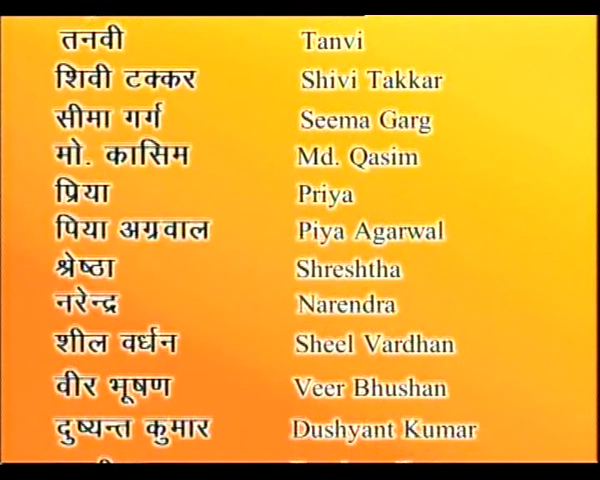 तनवी Tanvi
शिवी टक्कर Shivi Takkar
सीमा गर्ग Seema Garg
मो. कासिम Md. Qasim
प्रिया Priya
पिया अग्रवाल Piya Agarwal
श्रेष्ठा Shreshtha
नरेन्द्र Narendra
शील वर्धन Sheel Vardhan
वीर भूषण Veer Bhushan
दुष्यन्त कुमार Dushyant Kumar